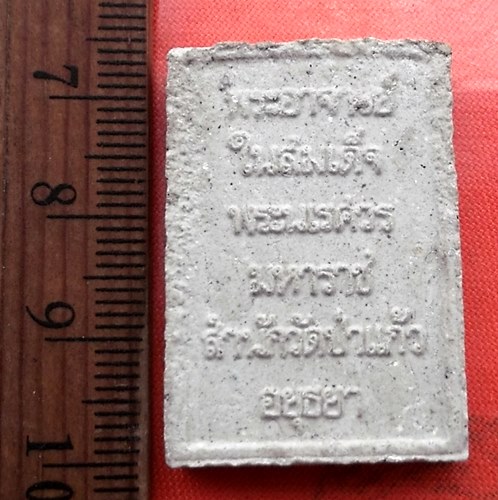 7
8
9
10
พระอาจารย์
ในสมเด็จ
พระนเรศวร
มหาราช
สำนักวัดป่าแก้ว
อยุธยา